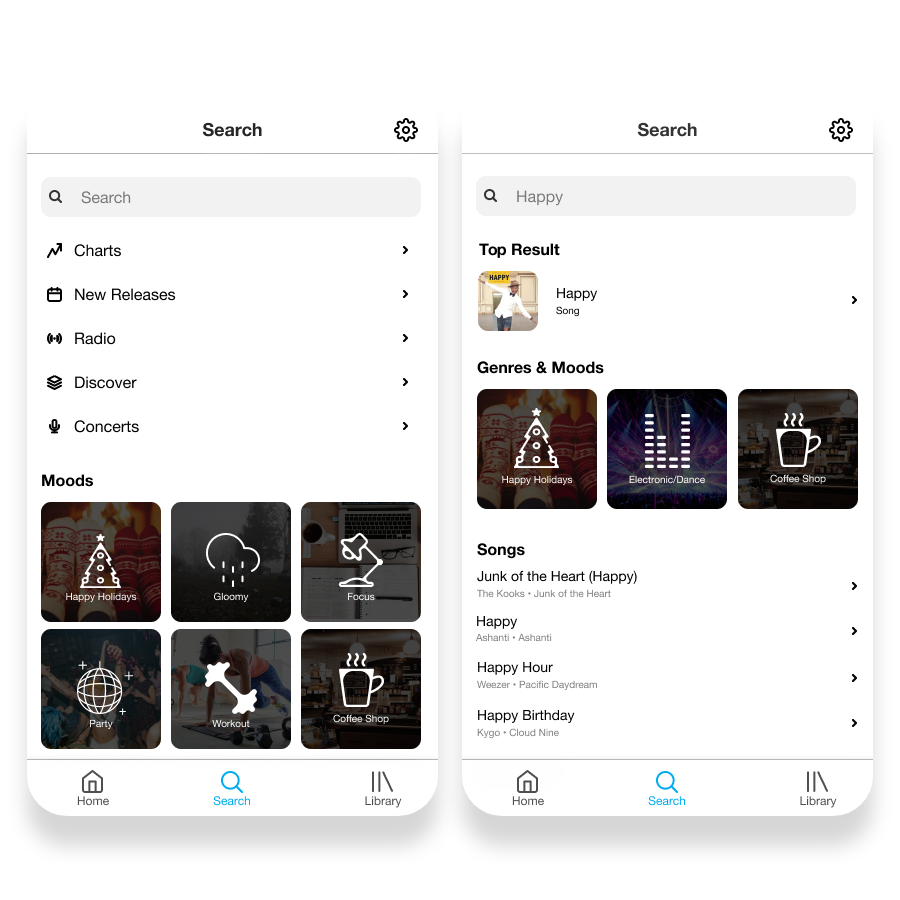 Search
Search
Charts
New Releases
Radio
Discover
Concerts
Moods
Happy Holidays
Gloomy
Focus
Party
Workout
Coffee Shop
Home
Search
Library
Search
Happy
Top Result
HAPPY
Happy
Song
Genres & Moods
Happy Holidays
Electronic/Dance
Coffee Shop
Songs
Junk of the Heart (Happy)
The Kooks • Junk of the Heart
Happy
Ashanti • Ashanti
Happy Hour
Weezer • Pacific Daydream
Happy Birthday
Kygo • Cloud Nine
Home
Search
Library